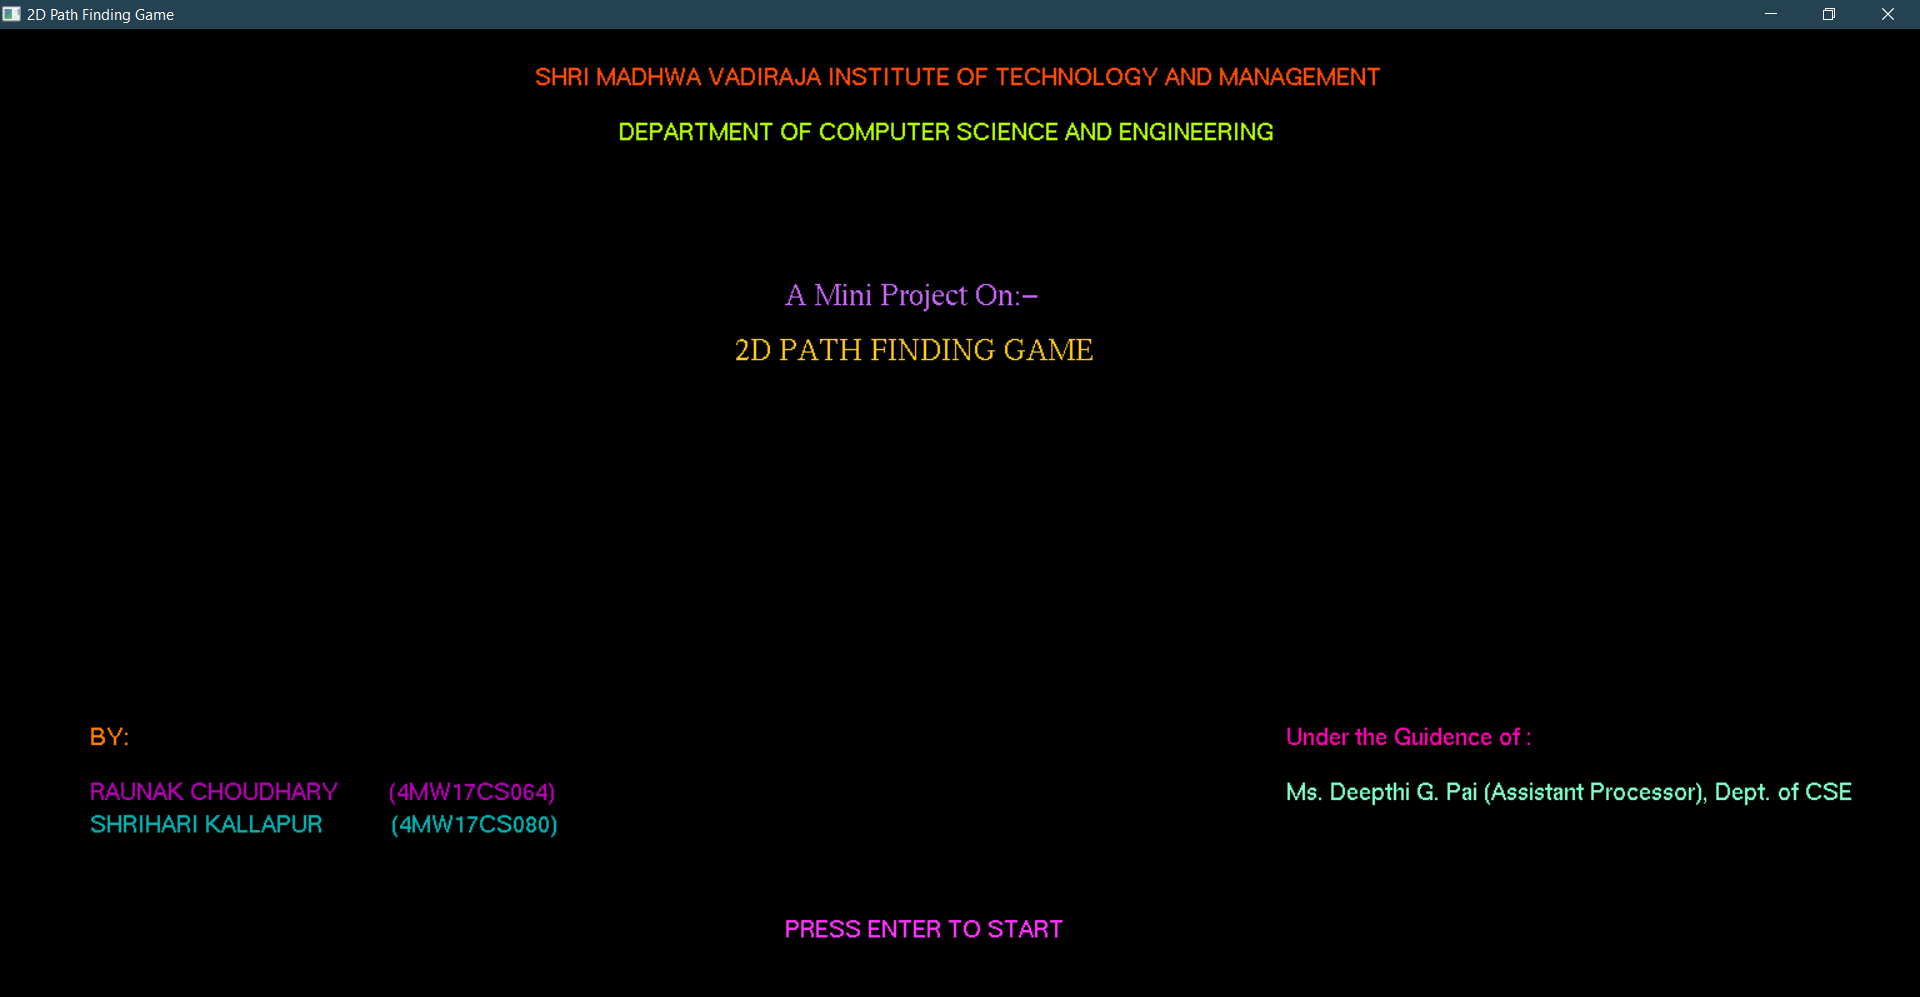 2D Path Finding Game
SHRI MADHWA VADIRAJA INSTITUTE OF TECHNOLOGY AND MANAGEMENT
DEPARTMENT OF COMPUTER SCIENCE AND ENGINEERING
A Mini Project On:-
2D PATH FINDING GAME
BY:
RAUNAK CHOUDHARY (4MW17CS064)
SHRIHARI KALLAPUR (4MW17CS080)
Under the Guidence of :
Ms. Deepthi G. Pai (Assistant Processor), Dept. of CSE
PRESS ENTER TO START